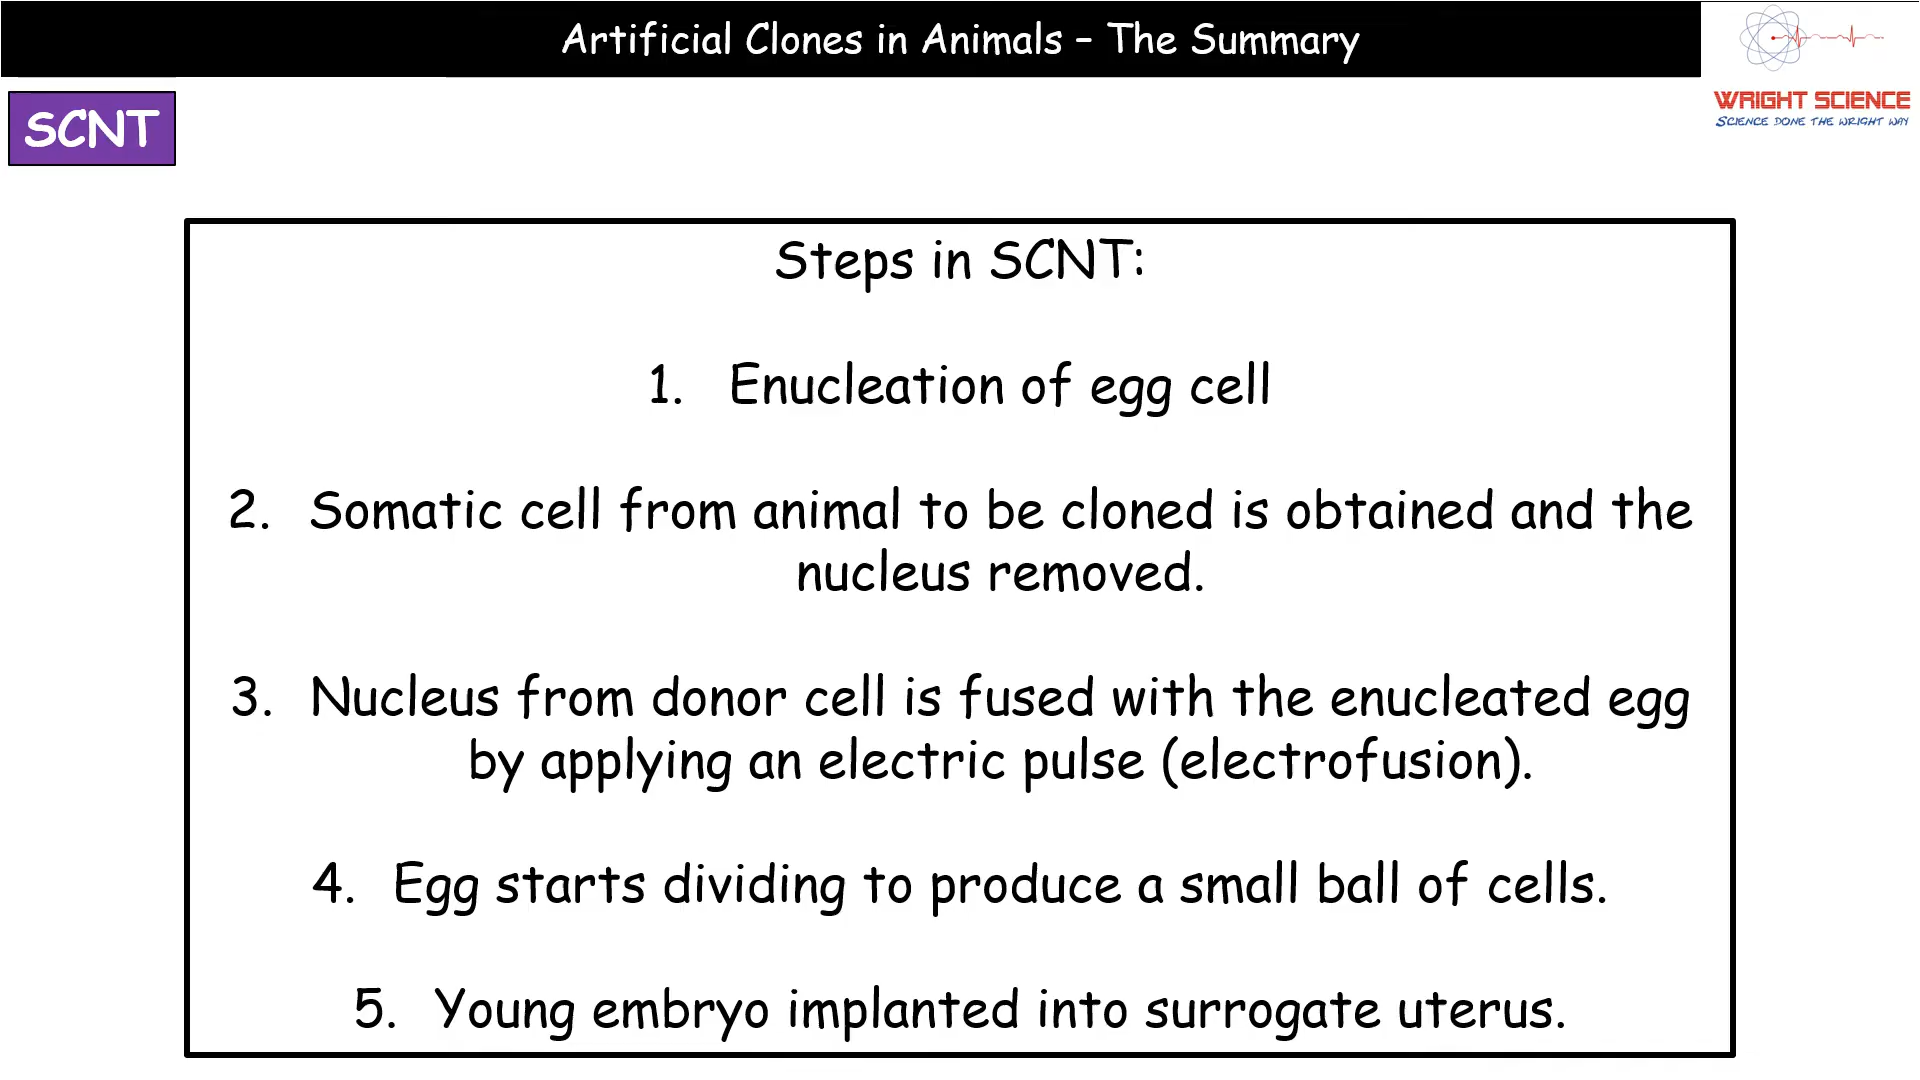 Artificial Clones in Animals – The Summary
WRIGHT SCIENCE
SCIENCE DONE THE WRIGHT WAY
SCNT
Steps in SCNT:
1. Enucleation of egg cell
2. Somatic cell from animal to be cloned is obtained and the
nucleus removed.
3. Nucleus from donor cell is fused with the enucleated egg
by applying an electric pulse (electrofusion).
4. Egg starts dividing to produce a small ball of cells.
5. Young embryo implanted into surrogate uterus.